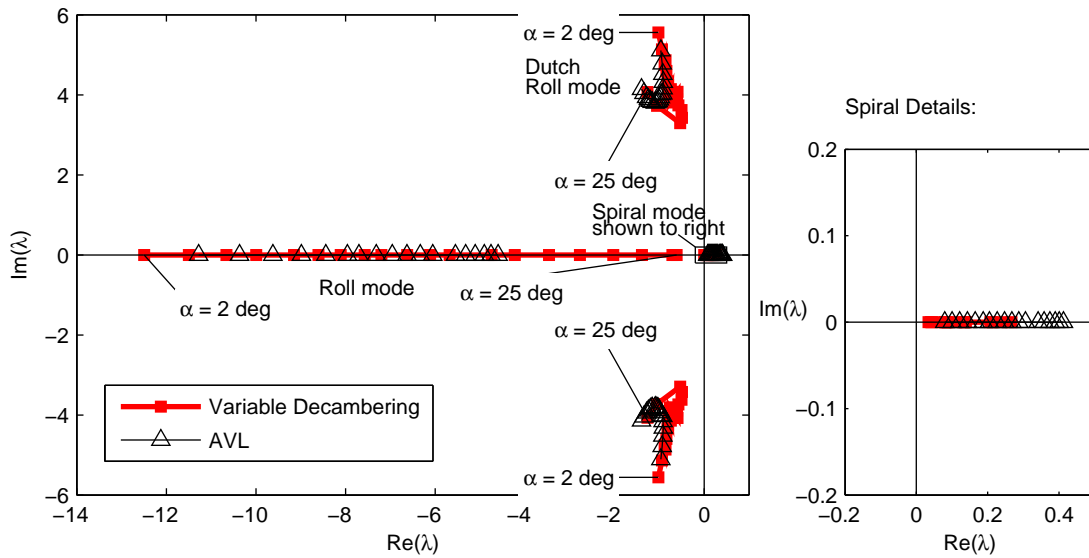 6
4
2
0
−2
−4
−6
Im(λ)
α = 2 deg
Dutch
Roll mode
α = 25 deg
Spiral mode
shown to right
Roll mode
α = 2 deg
α = 25 deg
α = 25 deg
α = 2 deg
Variable Decambering
AVL
−14
−12
−10
−8
−6
−4
−2
0
Re(λ)
Spiral Details:
0.2
0.1
0
−0.1
−0.2
Im(λ)
−0.2
0
0.2
0.4
Re(λ)